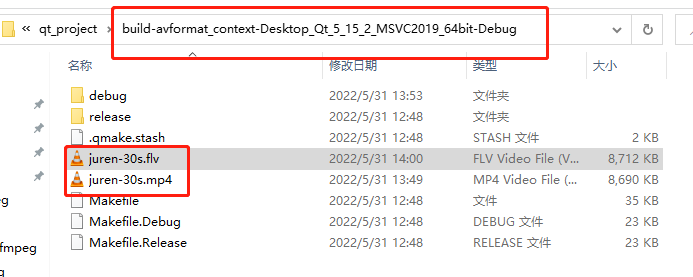 qt_project › build-avformat_context-Desktop_Qt_5_15_2_MSVC2019_64bit-Debug
名称 修改日期 类型 大小
debug 2022/5/31 13:53 文件夹
release 2022/5/31 12:48 文件夹
.qmake.stash 2022/5/31 12:48 STASH 文件 2 KB
juren-30s.flv 2022/5/31 14:00 FLV Video File (V... 8,712 KB
juren-30s.mp4 2022/5/31 13:49 MP4 Video File (V... 8,690 KB
Makefile 2022/5/31 12:48 文件 35 KB
Makefile.Debug 2022/5/31 12:48 DEBUG 文件 23 KB
Makefile.Release 2022/5/31 12:48 RELEASE 文件 23 KB
eg
fmpeg